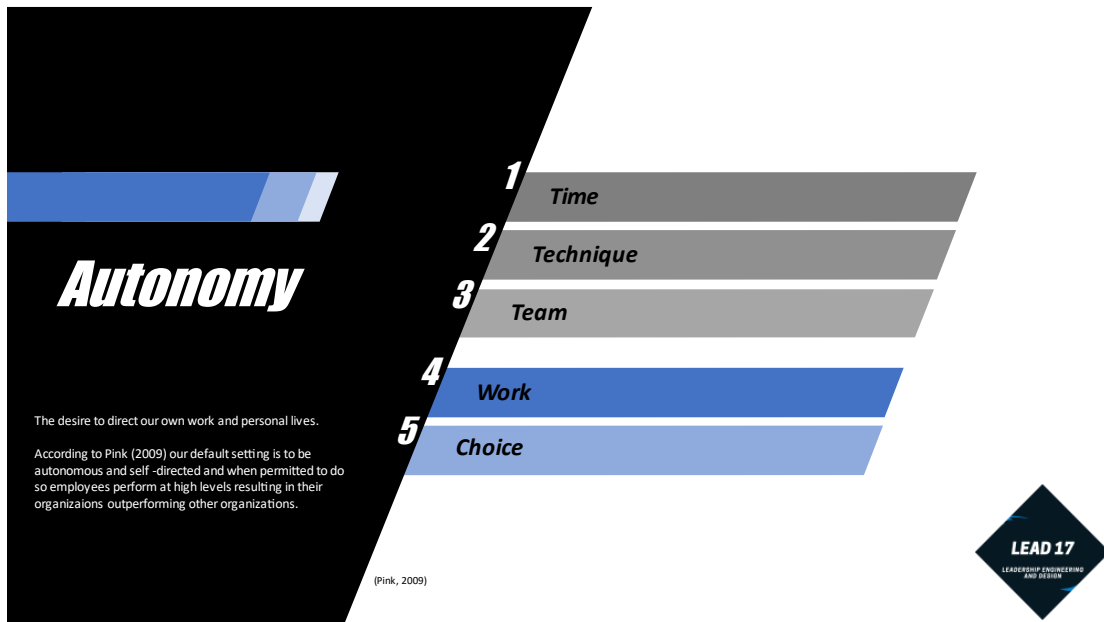 Autonomy
The desire to direct our own work and personal lives.
According to Pink (2009) our default setting is to be
autonomous and self -directed and when permitted to do
so employees perform at high levels resulting in their
organizaions outperforming other organizations.
1 Time
2 Technique
3 Team
4 Work
5 Choice
(Pink, 2009)
LEAD 17
LEADERSHIP ENGINEERING
AND DESIGN